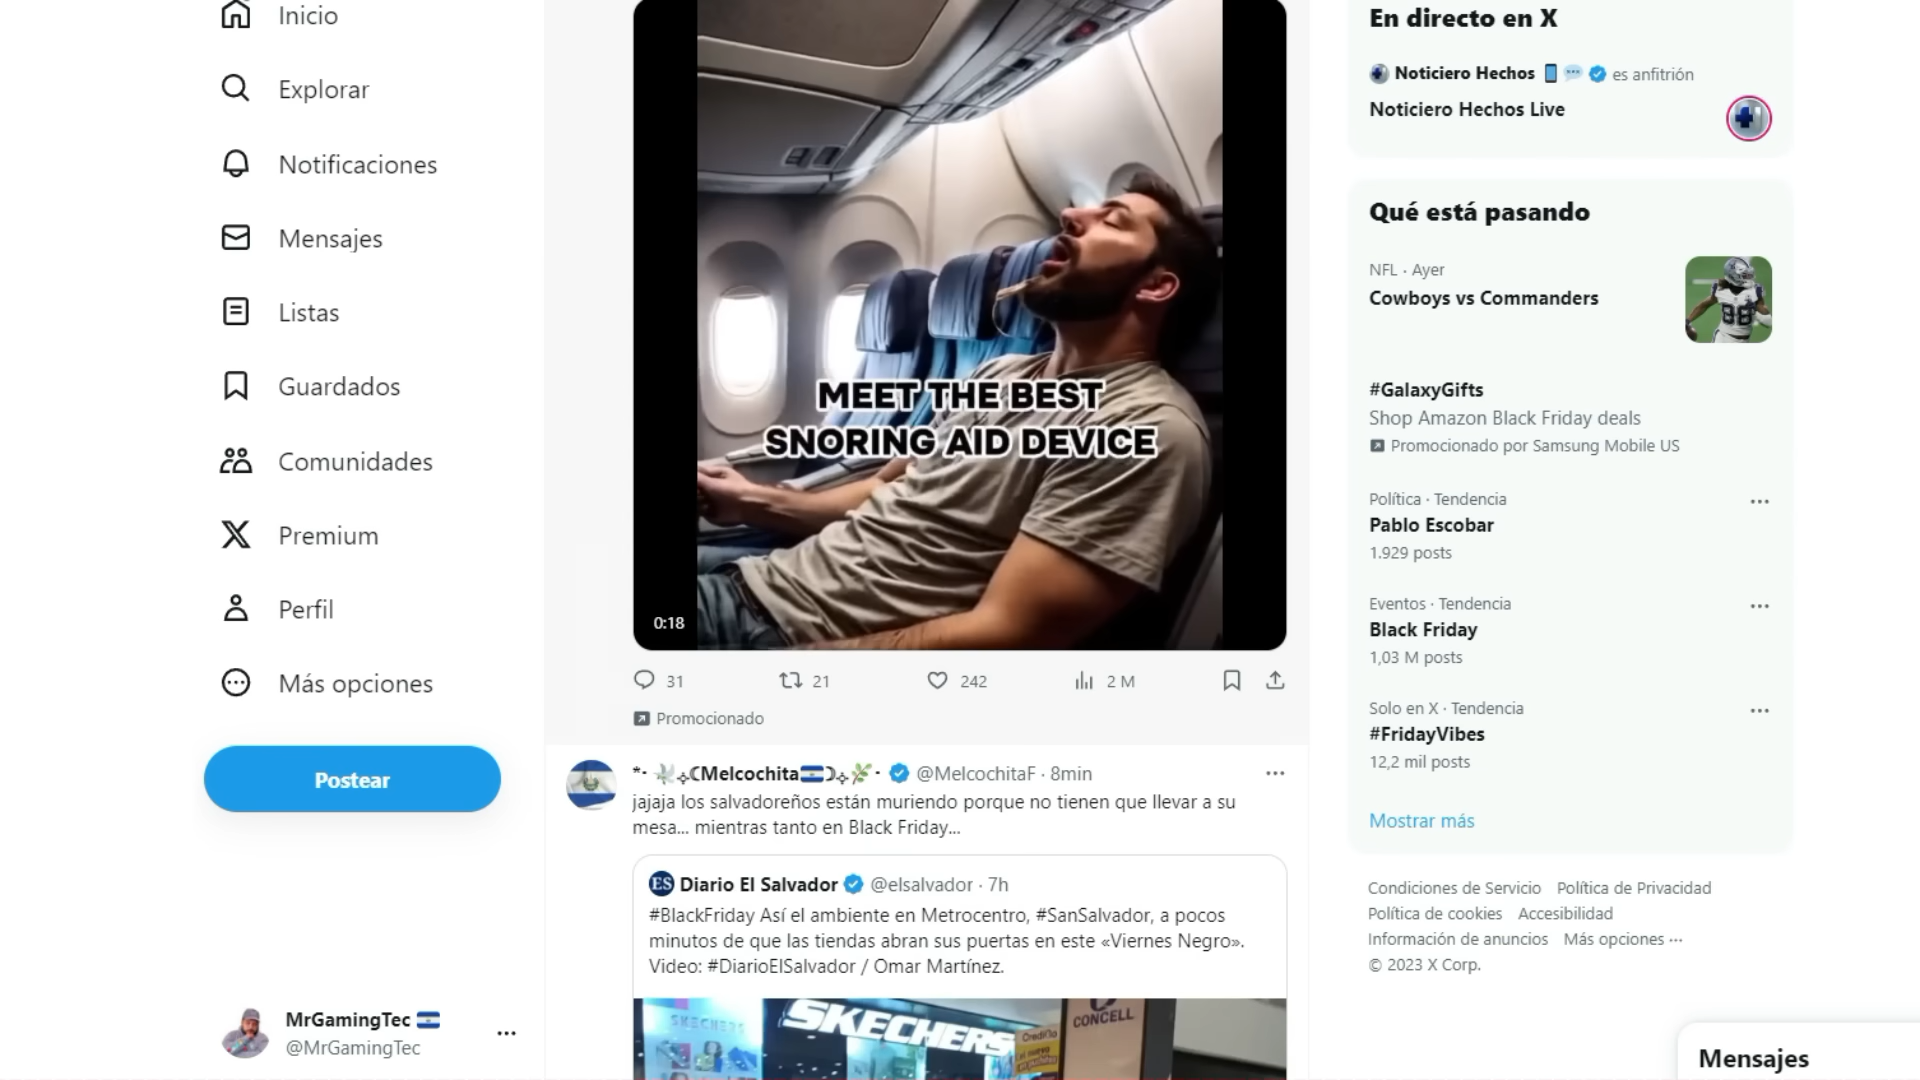 Inicio
Explorar
Notificaciones
Mensajes
Listas
Guardados
Comunidades
Premium
Perfil
Más opciones
Postear
MrGamingTec
@MrGamingTec
MEET THE BEST
SNORING AID DEVICE
0:18
31
21
242
2 M
Promocionado
Melcochita @MelcochitaF · 8min
jajaja los salvadoreños están muriendo porque no tienen que llevar a su
mesa... mientras tanto en Black Friday...
ES Diario El Salvador @elsalvador · 7h
#BlackFriday Así el ambiente en Metrocentro, #SanSalvador, a pocos
minutos de que las tiendas abran sus puertas en este «Viernes Negro».
Video: #DiarioElSalvador / Omar Martínez.
SKECHERS
SKECHERS
CONCELL
En directo en X
Noticiero Hechos es anfitrión
Noticiero Hechos Live
Qué está pasando
NFL · Ayer
Cowboys vs Commanders
88
#GalaxyGifts
Shop Amazon Black Friday deals
Promocionado por Samsung Mobile US
Política · Tendencia
Pablo Escobar
1.929 posts
Eventos · Tendencia
Black Friday
1,03 M posts
Solo en X · Tendencia
#FridayVibes
12,2 mil posts
Mostrar más
Condiciones de Servicio Política de Privacidad
Política de cookies Accesibilidad
Información de anuncios Más opciones ···
© 2023 X Corp.
Mensajes